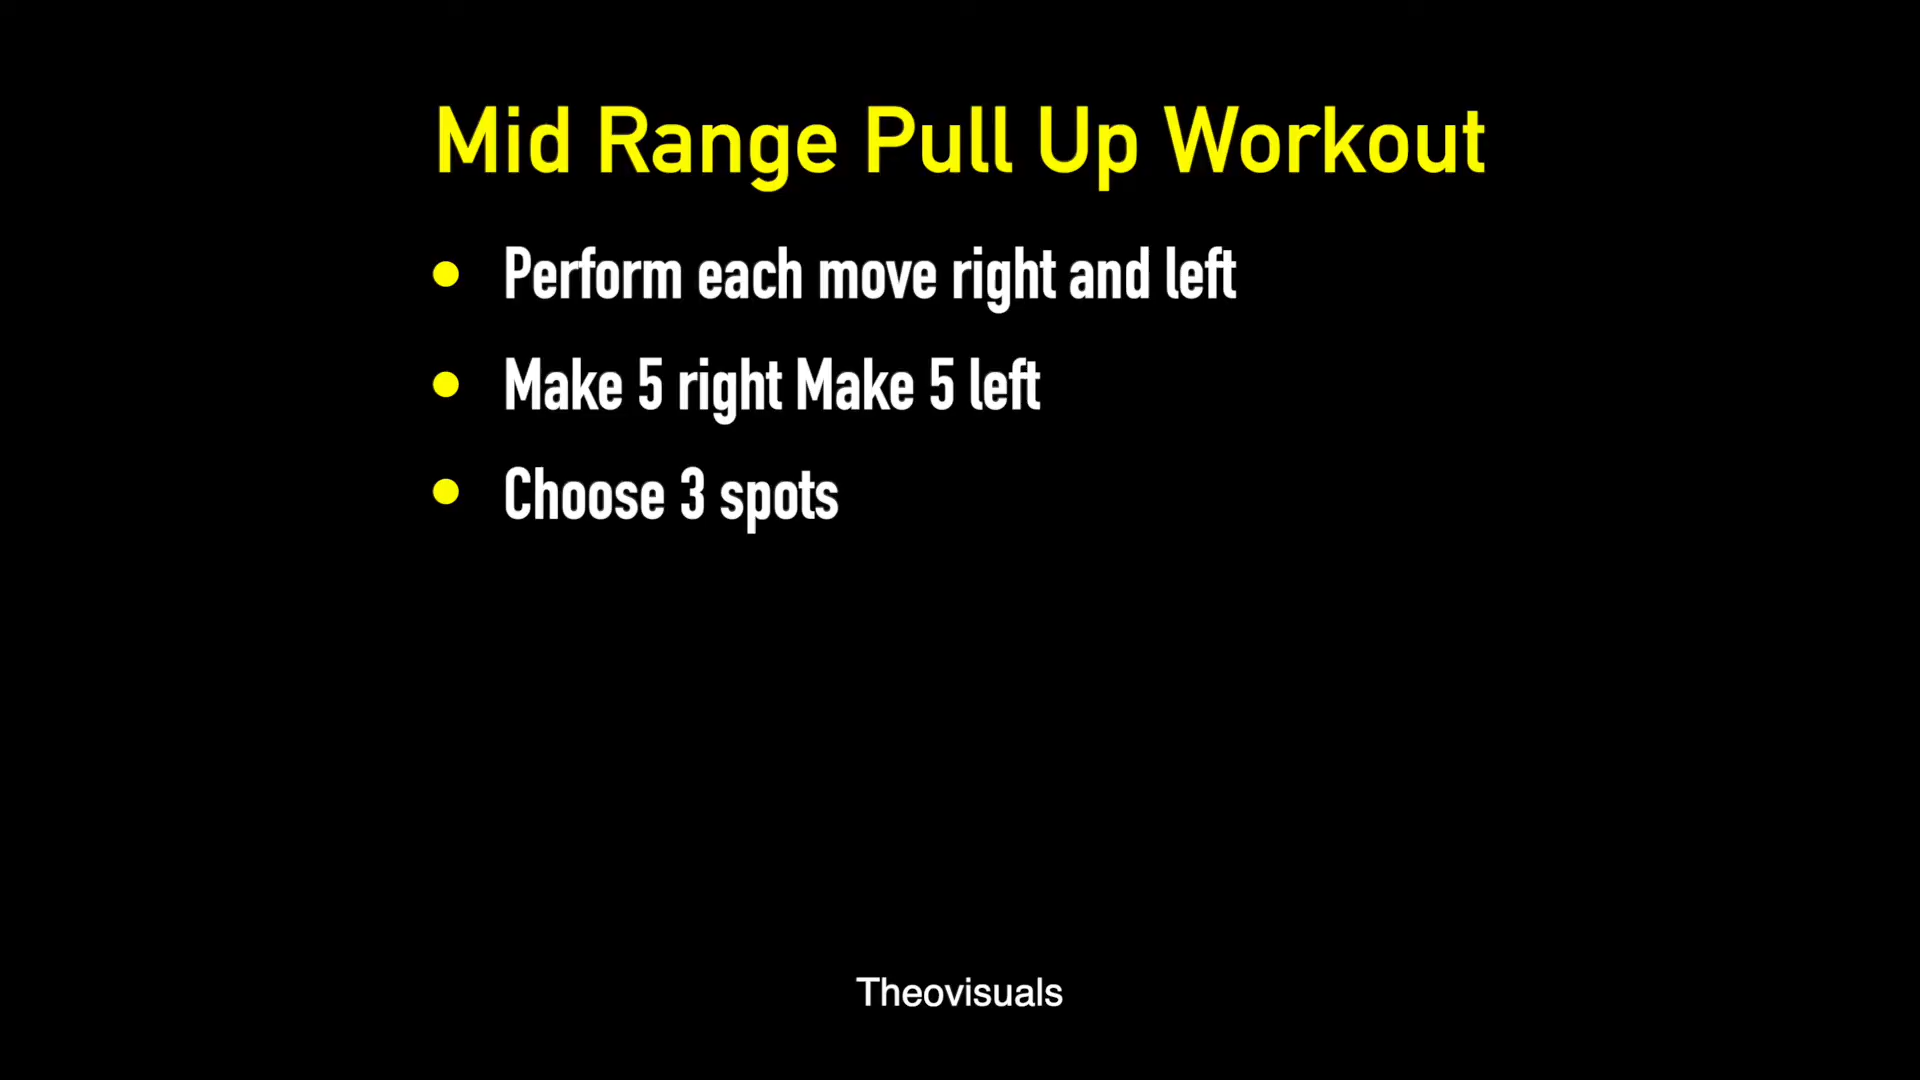 Mid Range Pull Up Workout
Perform each move right and left
Make 5 right Make 5 left
Choose 3 spots
Theovisuals